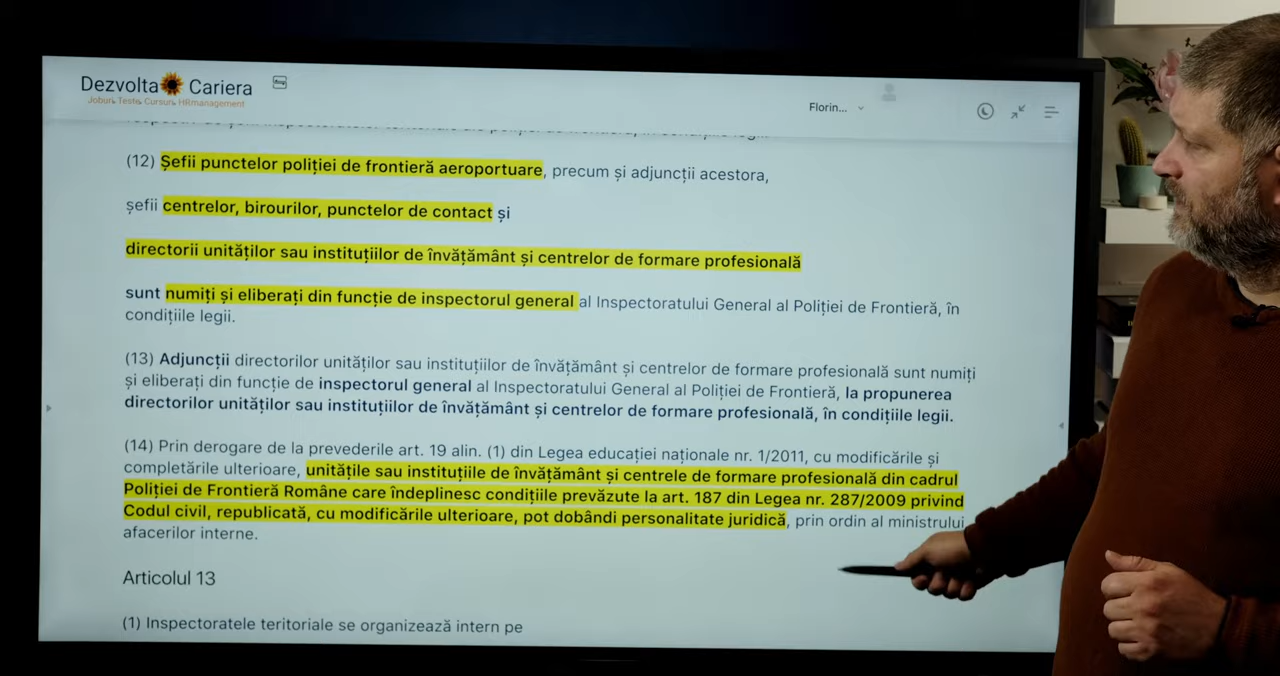 Dezvolta Cariera
Joburi, Teste, Cursuri, HRmanagement
Florin...
(12) Șefii punctelor poliției de frontieră aeroportuare, precum și adjuncții acestora,
șefii centrelor, birourilor, punctelor de contact și
directorii unităților sau instituțiilor de învățământ și centrelor de formare profesională
sunt numiți și eliberați din funcție de inspectorul general al Inspectoratului General al Poliției de Frontieră, în
condițiile legii.
(13) Adjuncții directorilor unităților sau instituțiilor de învățământ și centrelor de formare profesională sunt numiți
și eliberați din funcție de inspectorul general al Inspectoratului General al Poliției de Frontieră, la propunerea
directorilor unităților sau instituțiilor de învățământ și centrelor de formare profesională, în condițiile legii.
(14) Prin derogare de la prevederile art. 19 alin. (1) din Legea educației naționale nr. 1/2011, cu modificările și
completările ulterioare, unitățile sau instituțiile de învățământ și centrele de formare profesională din cadrul
Poliției de Frontieră Române care îndeplinesc condițiile prevăzute la art. 187 din Legea nr. 287/2009 privind
Codul civil, republicată, cu modificările ulterioare, pot dobândi personalitate juridică, prin ordin al ministrului
afacerilor interne.
Articolul 13
(1) Inspectoratele teritoriale se organizează intern pe